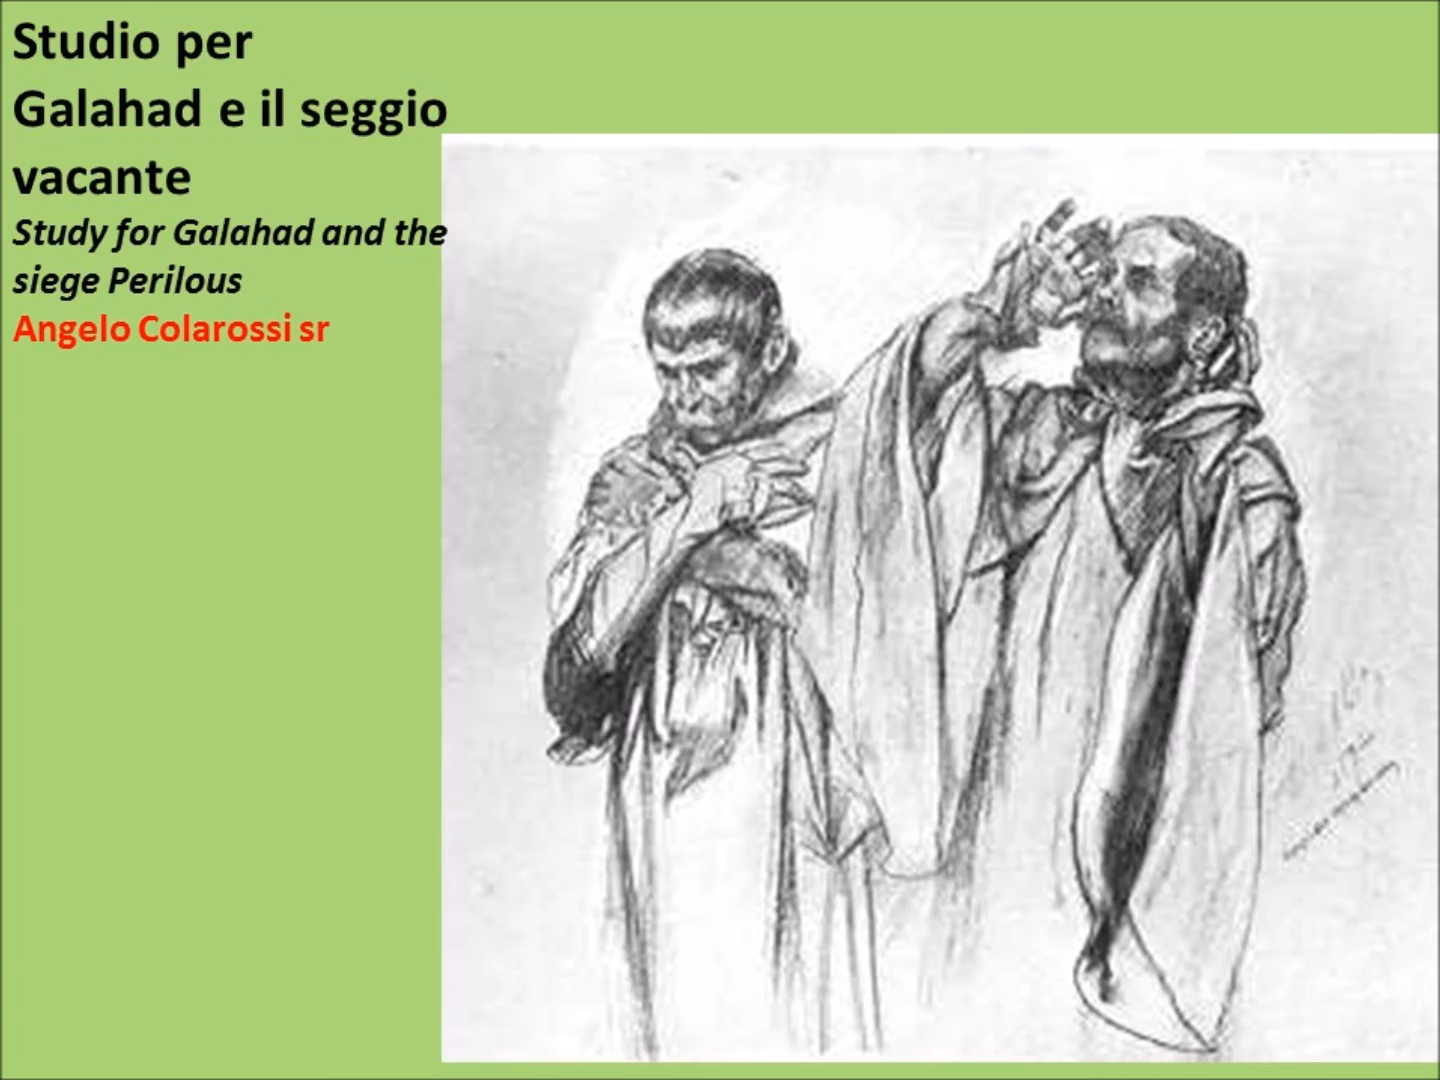 Studio per
Galahad e il seggio
vacante
Study for Galahad and the
siege Perilous
Angelo Colarossi sr